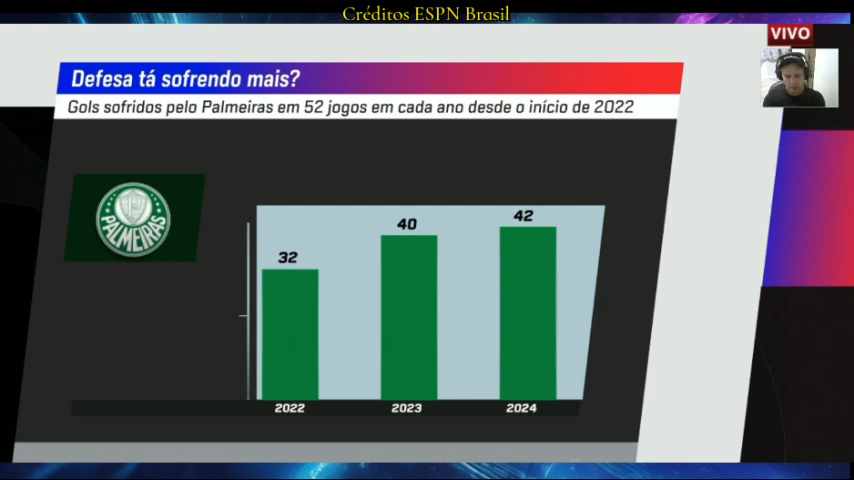 Créditos ESPN Brasil
VIVO
Defesa tá sofrendo mais?
Gols sofridos pelo Palmeiras em 52 jogos em cada ano desde o início de 2022
PALMEIRAS
32
40
42
2022
2023
2024